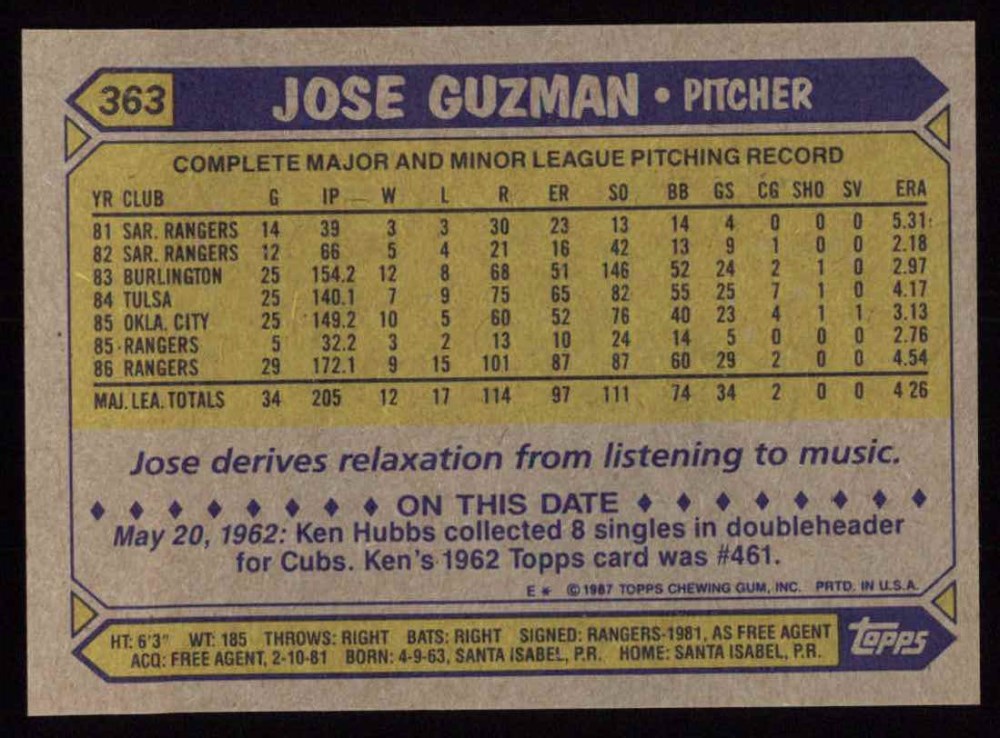 363 JOSE GUZMAN • PITCHER
COMPLETE MAJOR AND MINOR LEAGUE PITCHING RECORD
YR CLUB G IP W L R ER SO BB GS CG SHO SV ERA
81 SAR. RANGERS 14 39 3 3 30 23 13 14 4 0 0 0 5.31
82 SAR. RANGERS 12 66 5 4 21 16 42 13 9 1 0 0 2.18
83 BURLINGTON 25 154.2 12 8 68 51 146 52 24 2 1 0 2.97
84 TULSA 25 140.1 7 9 75 65 82 55 25 7 1 0 4.17
85 OKLA. CITY 25 149.2 10 5 60 52 76 40 23 4 1 1 3.13
85 RANGERS 5 32.2 3 2 13 10 24 14 5 0 0 0 2.76
86 RANGERS 29 172.1 9 15 101 87 87 60 29 2 0 0 4.54
MAJ. LEA. TOTALS 34 205 12 17 114 97 111 74 34 2 0 0 4 26
Jose derives relaxation from listening to music.
ON THIS DATE
May 20, 1962: Ken Hubbs collected 8 singles in doubleheader
for Cubs. Ken's 1962 Topps card was #461.
E * © 1987 TOPPS CHEWING GUM, INC. PRTD. IN U.S.A.
HT: 6'3" WT: 185 THROWS: RIGHT BATS: RIGHT SIGNED: RANGERS-1981, AS FREE AGENT
ACQ: FREE AGENT, 2-10-81 BORN: 4-9-63, SANTA ISABEL, P.R. HOME: SANTA ISABEL, P.R.
Topps